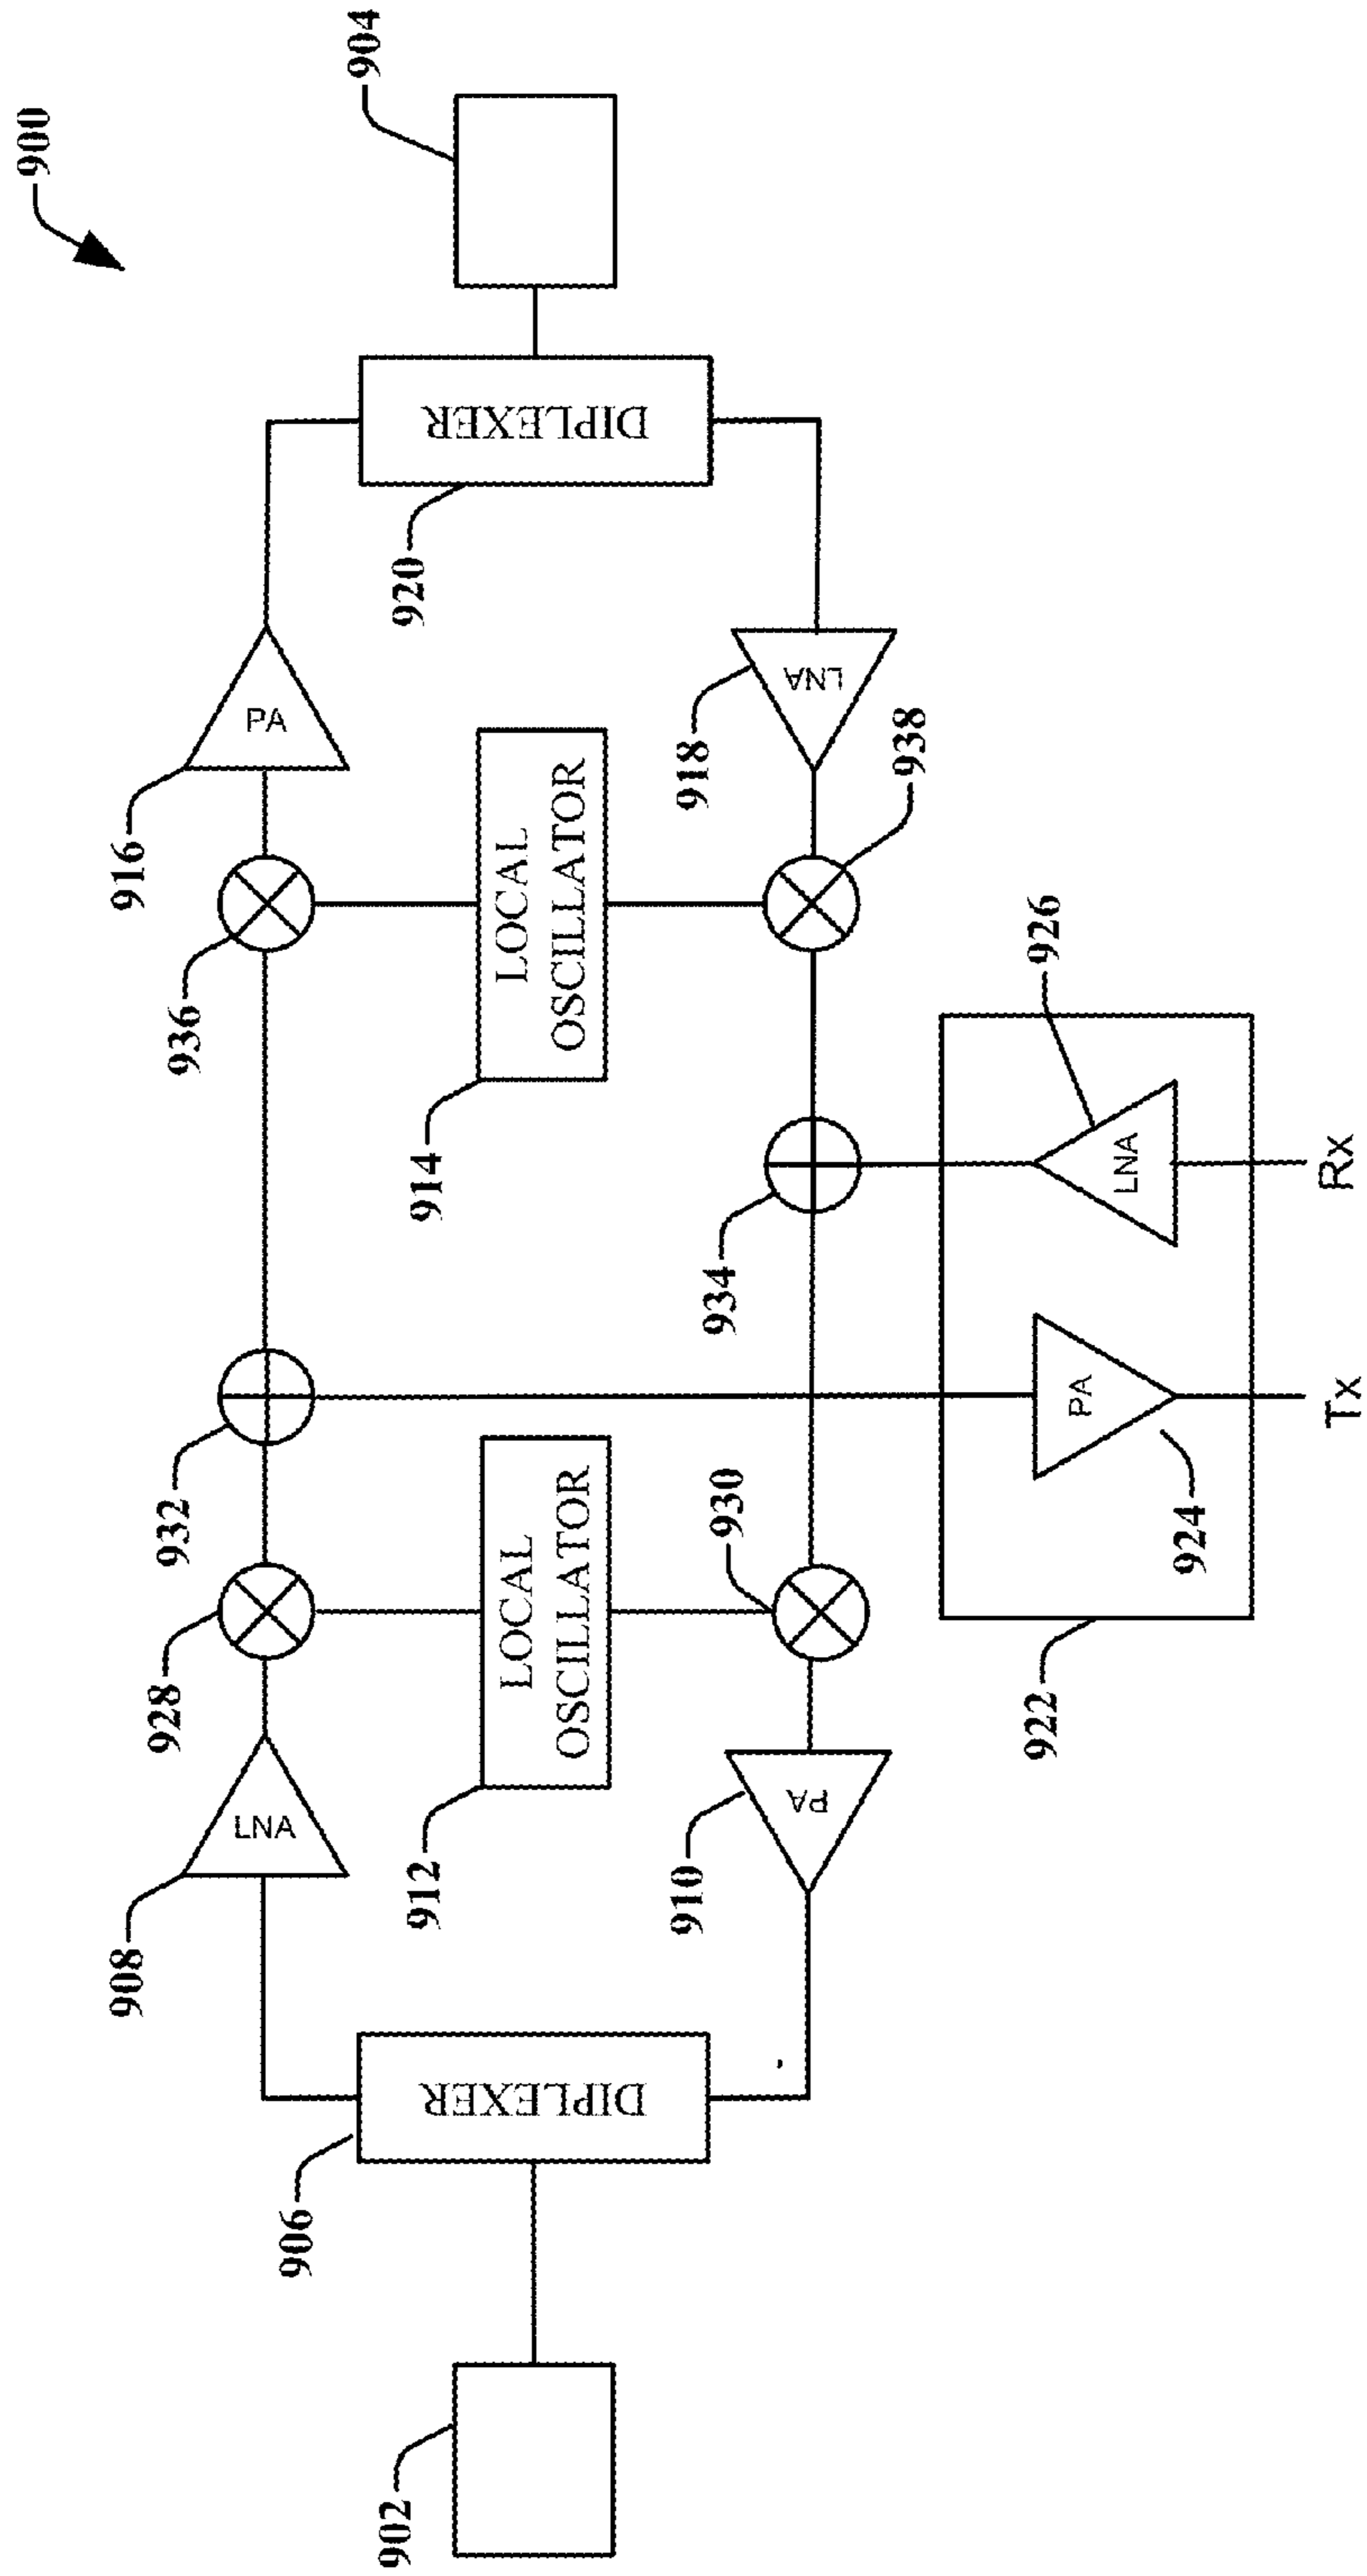 900
904
DIPLEXER
920
PA
916
LNA
918
LOCAL
OSCILLATOR
914
936
938
926
LNA
Rx
934
932
PA
924
Tx
922
LOCAL
OSCILLATOR
912
928
930
LNA
908
PA
910
DIPLEXER
906
902